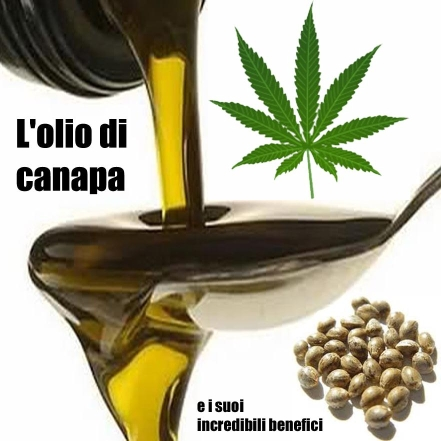 L'olio di
canapa
e i suoi
incredibili benefici